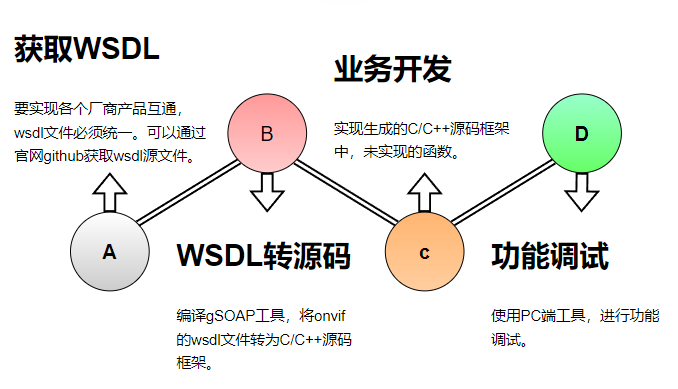 获取WSDL
要实现各个厂商产品互通，
wsdl文件必须统一。可以通过
官网github获取wsdl源文件。
A
B
WSDL转源码
编译gSOAP工具，将onvif
的wsdl文件转为C/C++源码
框架。
业务开发
实现生成的C/C++源码框架
中，未实现的函数。
c
D
功能调试
使用PC端工具，进行功能
调试。